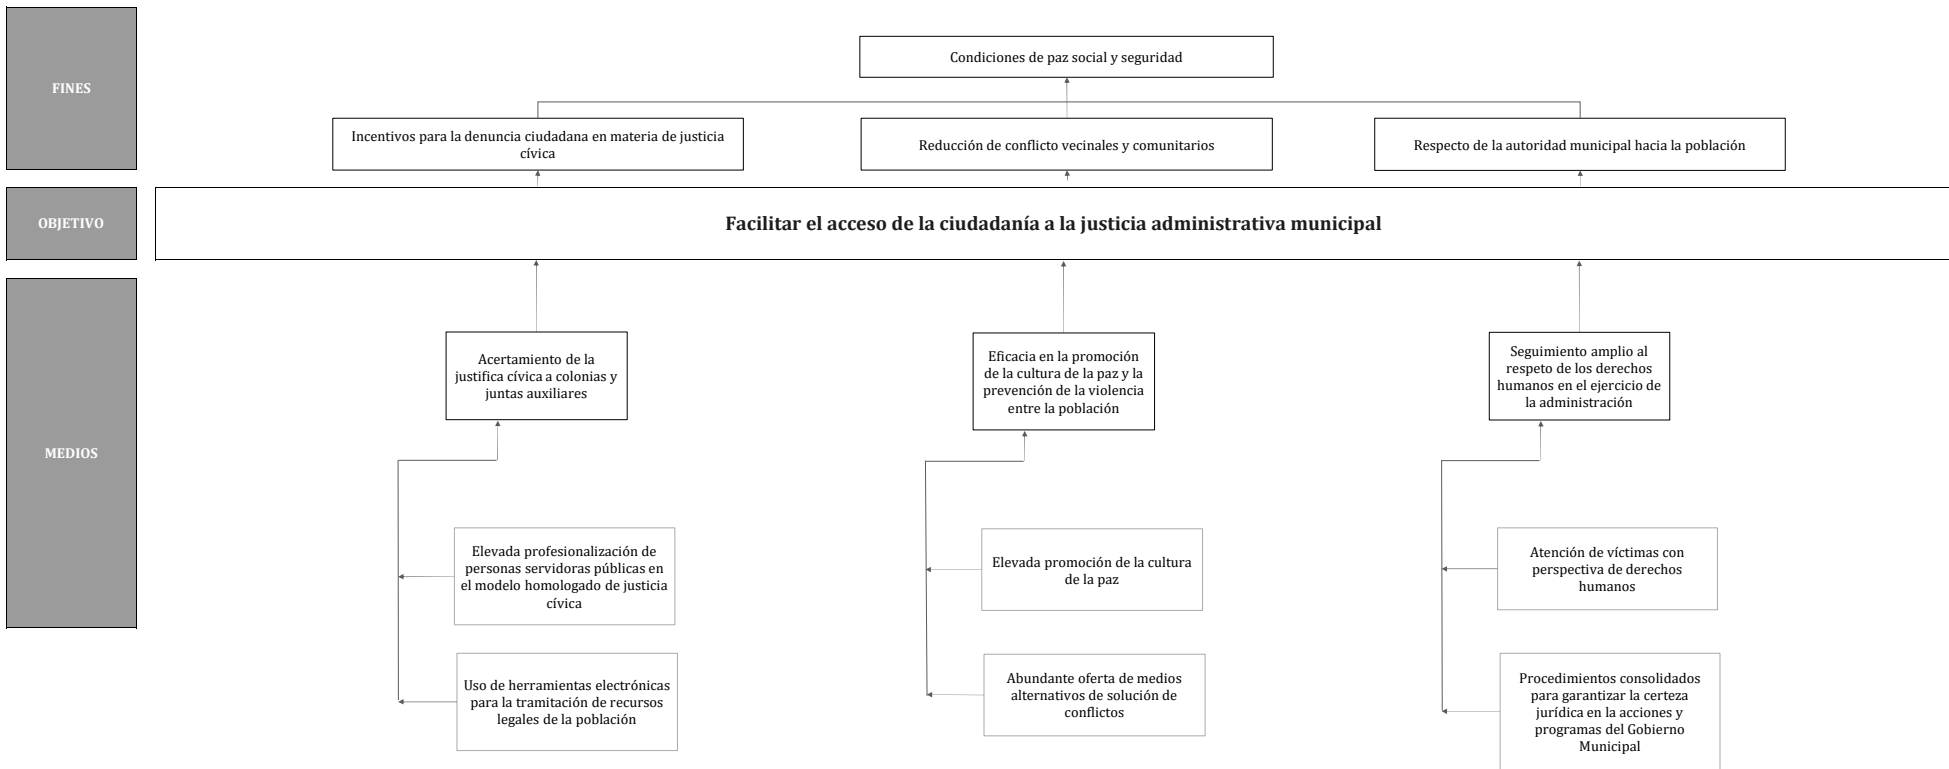 FINES
Condiciones de paz social y seguridad
Incentivos para la denuncia ciudadana en materia de justicia
cívica
Reducción de conflicto vecinales y comunitarios
Respecto de la autoridad municipal hacia la población
OBJETIVO
Facilitar el acceso de la ciudadanía a la justicia administrativa municipal
MEDIOS
Acertamiento de la
justifica cívica a colonias y
juntas auxiliares
Eficacia en la promoción
de la cultura de la paz y la
prevención de la violencia
entre la población
Seguimiento amplio al
respeto de los derechos
humanos en el ejercicio de
la administración
Elevada profesionalización de
personas servidoras públicas en
el modelo homologado de justicia
cívica
Elevada promoción de la cultura
de la paz
Atención de víctimas con
perspectiva de derechos
humanos
Uso de herramientas electrónicas
para la tramitación de recursos
legales de la población
Abundante oferta de medios
alternativos de solución de
conflictos
Procedimientos consolidados
para garantizar la certeza
jurídica en la acciones y
programas del Gobierno
Municipal